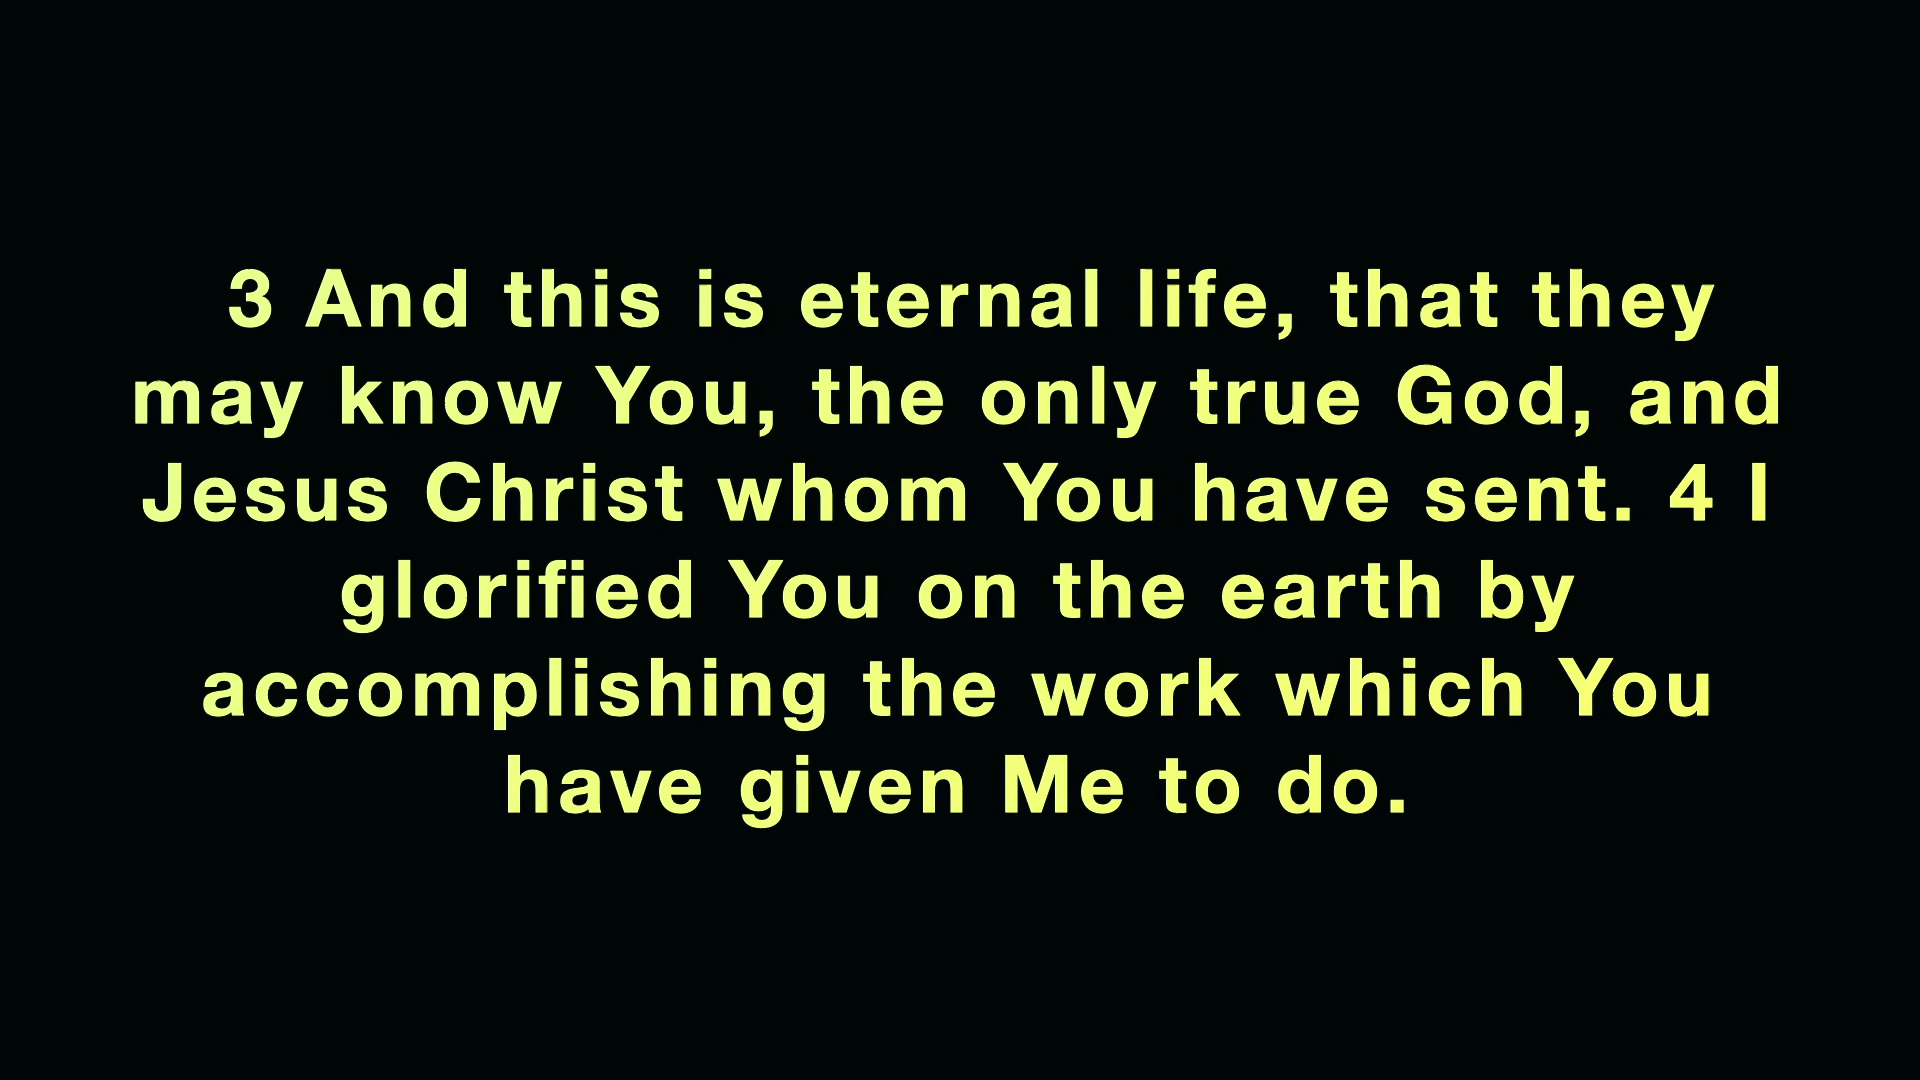 3 And this is eternal life, that they
may know You, the only true God, and
Jesus Christ whom You have sent. 4 I
glorified You on the earth by
accomplishing the work which You
have given Me to do.